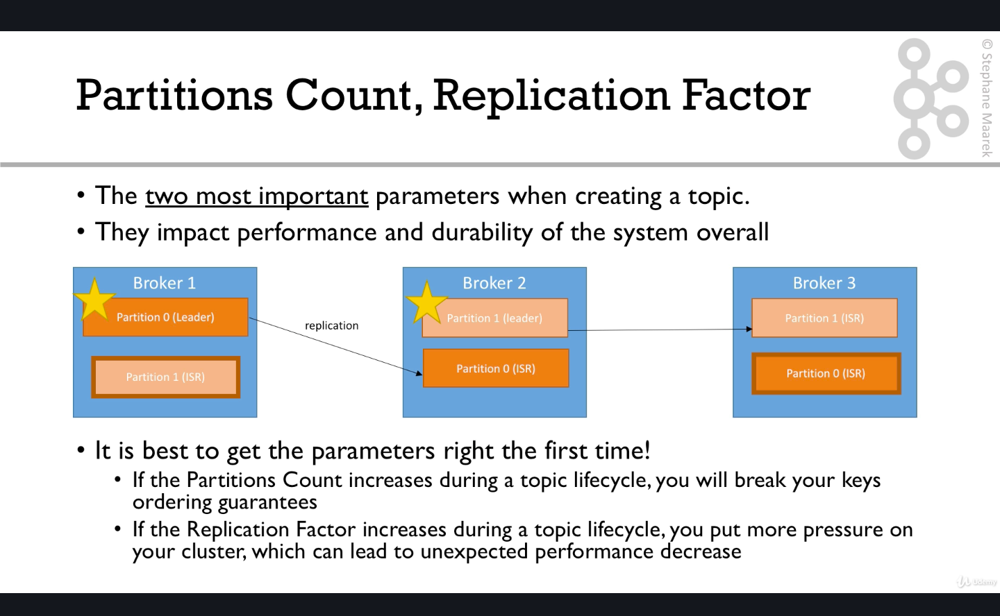 Partitions Count, Replication Factor
© Stephane Maarek
• The two most important parameters when creating a topic.
• They impact performance and durability of the system overall
Broker 1
Partition 0 (Leader)
Partition 1 (ISR)
replication
Broker 2
Partition 1 (leader)
Partition 0 (ISR)
Broker 3
Partition 1 (ISR)
Partition 0 (ISR)
• It is best to get the parameters right the first time!
• If the Partitions Count increases during a topic lifecycle, you will break your keys
ordering guarantees
• If the Replication Factor increases during a topic lifecycle, you put more pressure on
your cluster, which can lead to unexpected performance decrease
Udemy